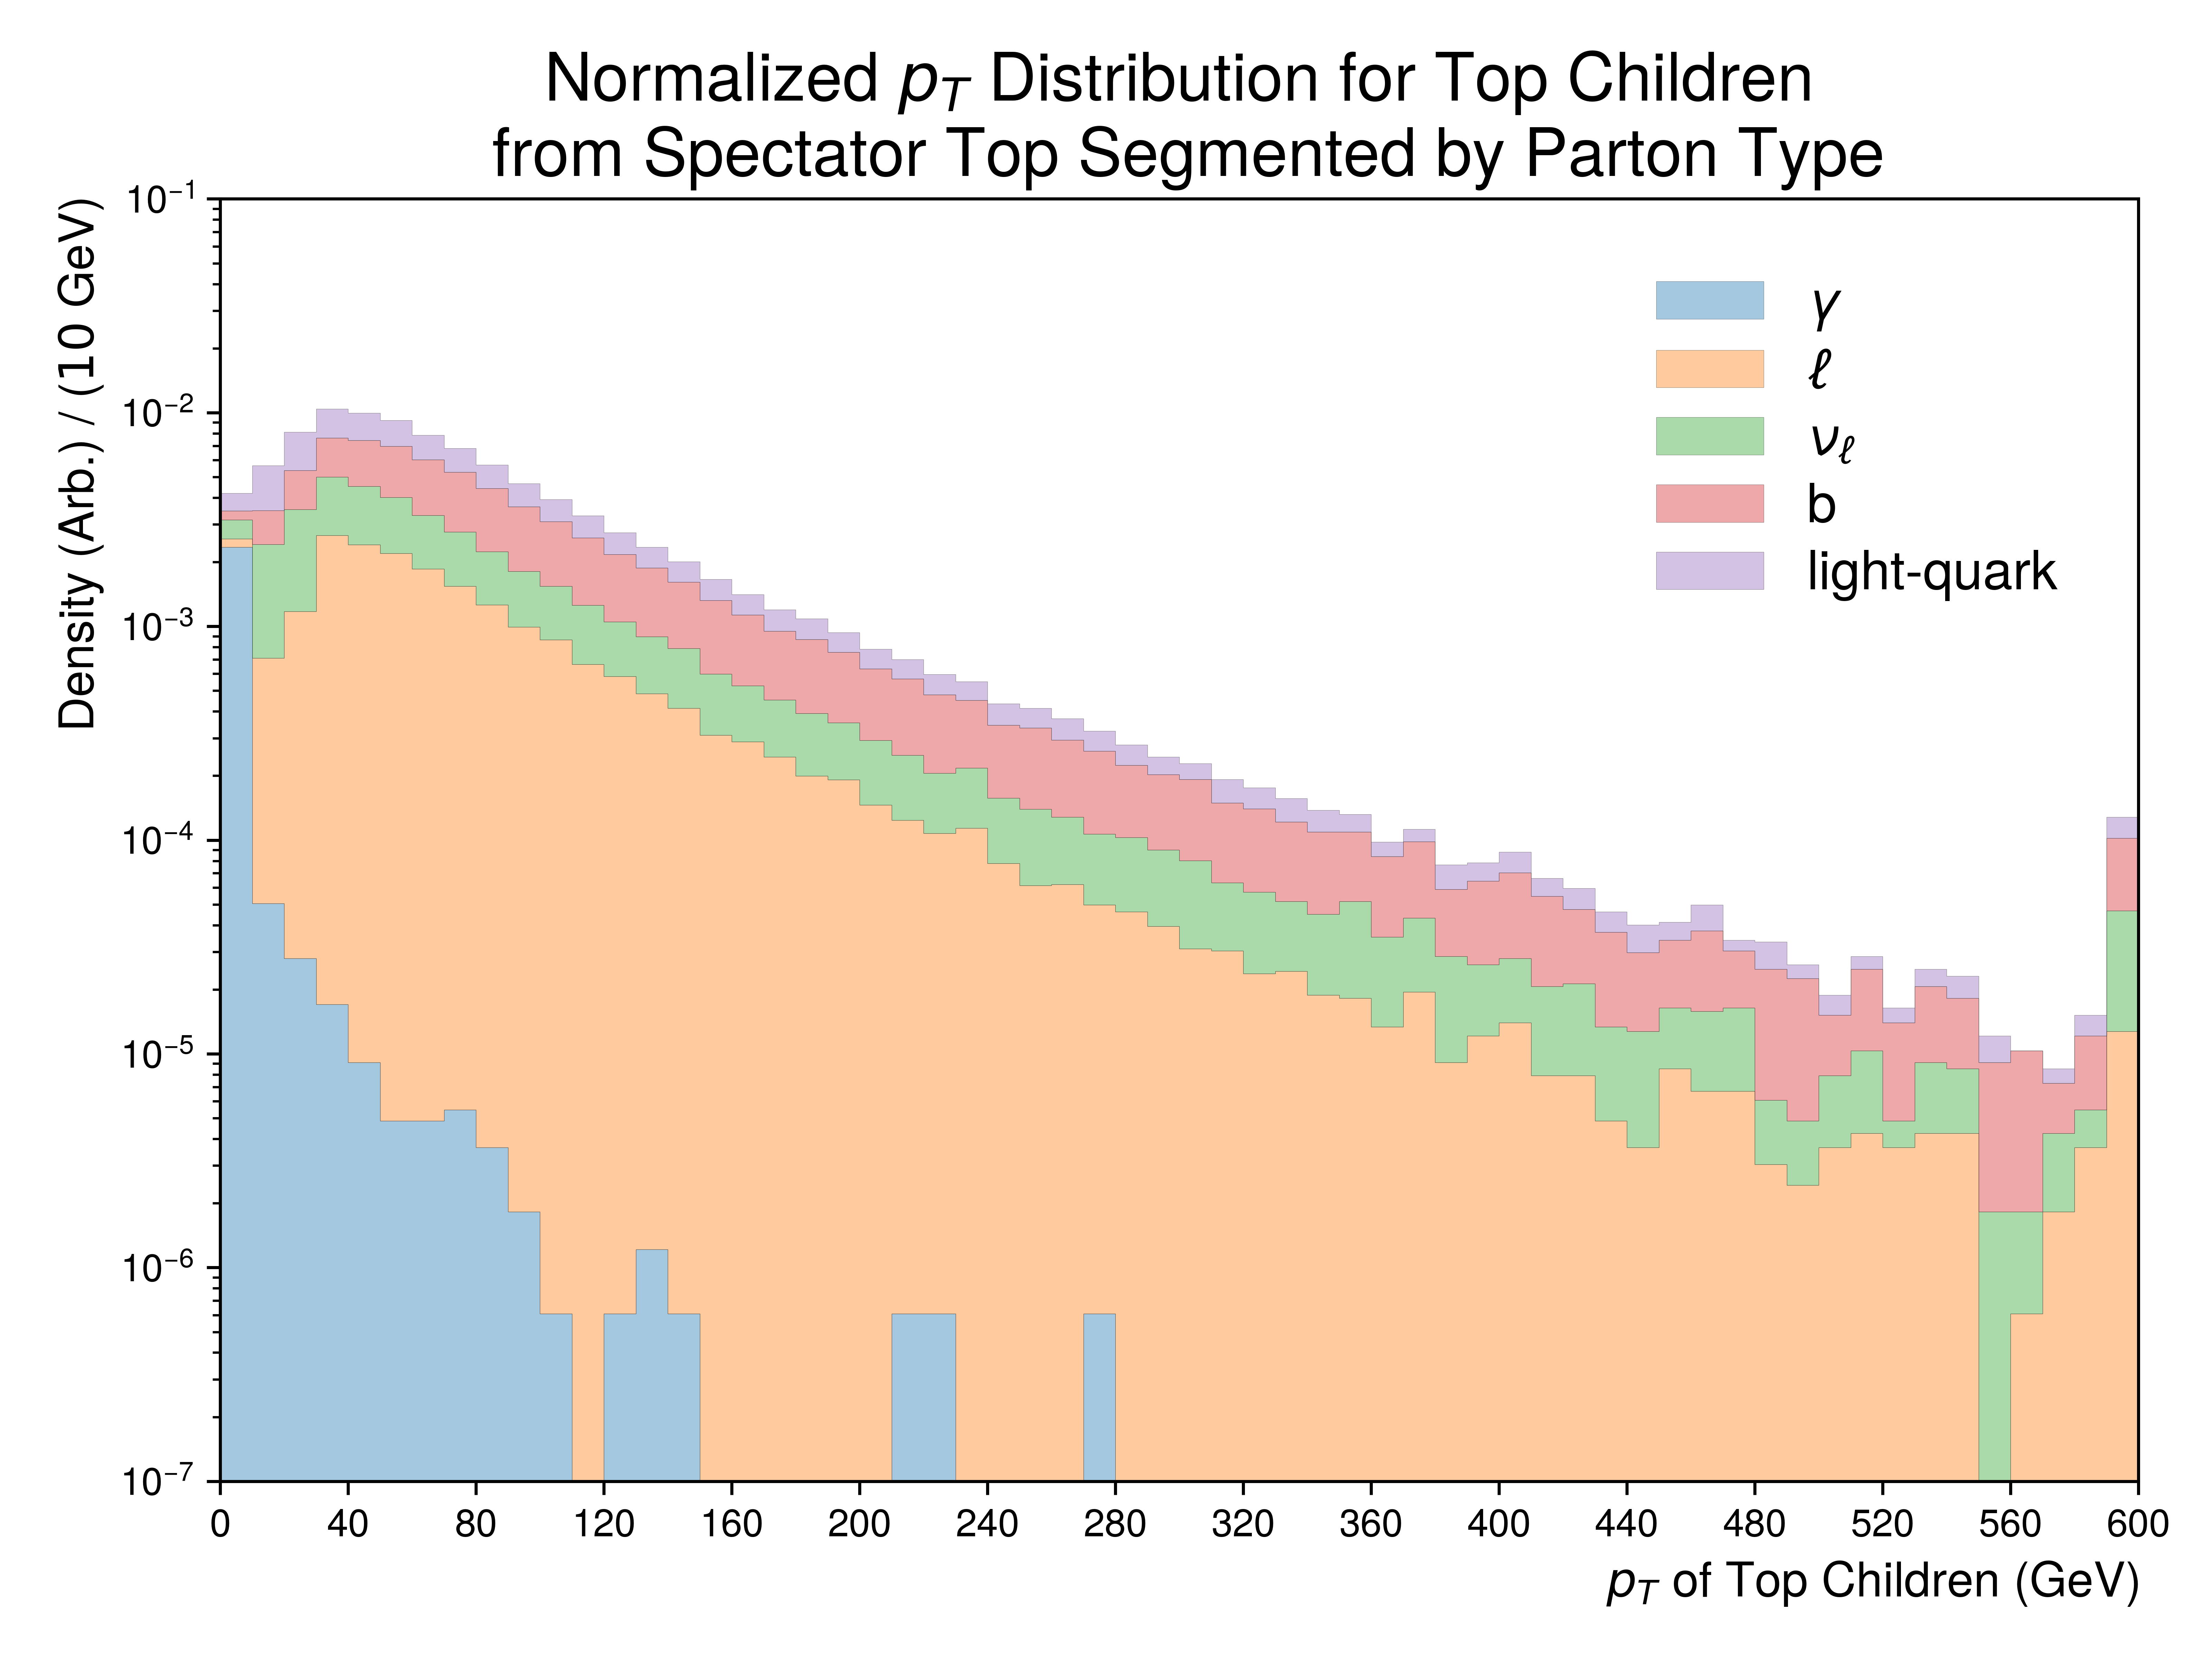 Normalized p_T Distribution for Top Children
from Spectator Top Segmented by Parton Type
Density (Arb.) / (10 GeV)
10⁻¹
10⁻²
10⁻³
10⁻⁴
10⁻⁵
10⁻⁶
10⁻⁷
γ
ℓ
ν_ℓ
b
light-quark
0 40 80 120 160 200 240 280 320 360 400 440 480 520 560 600
p_T of Top Children (GeV)